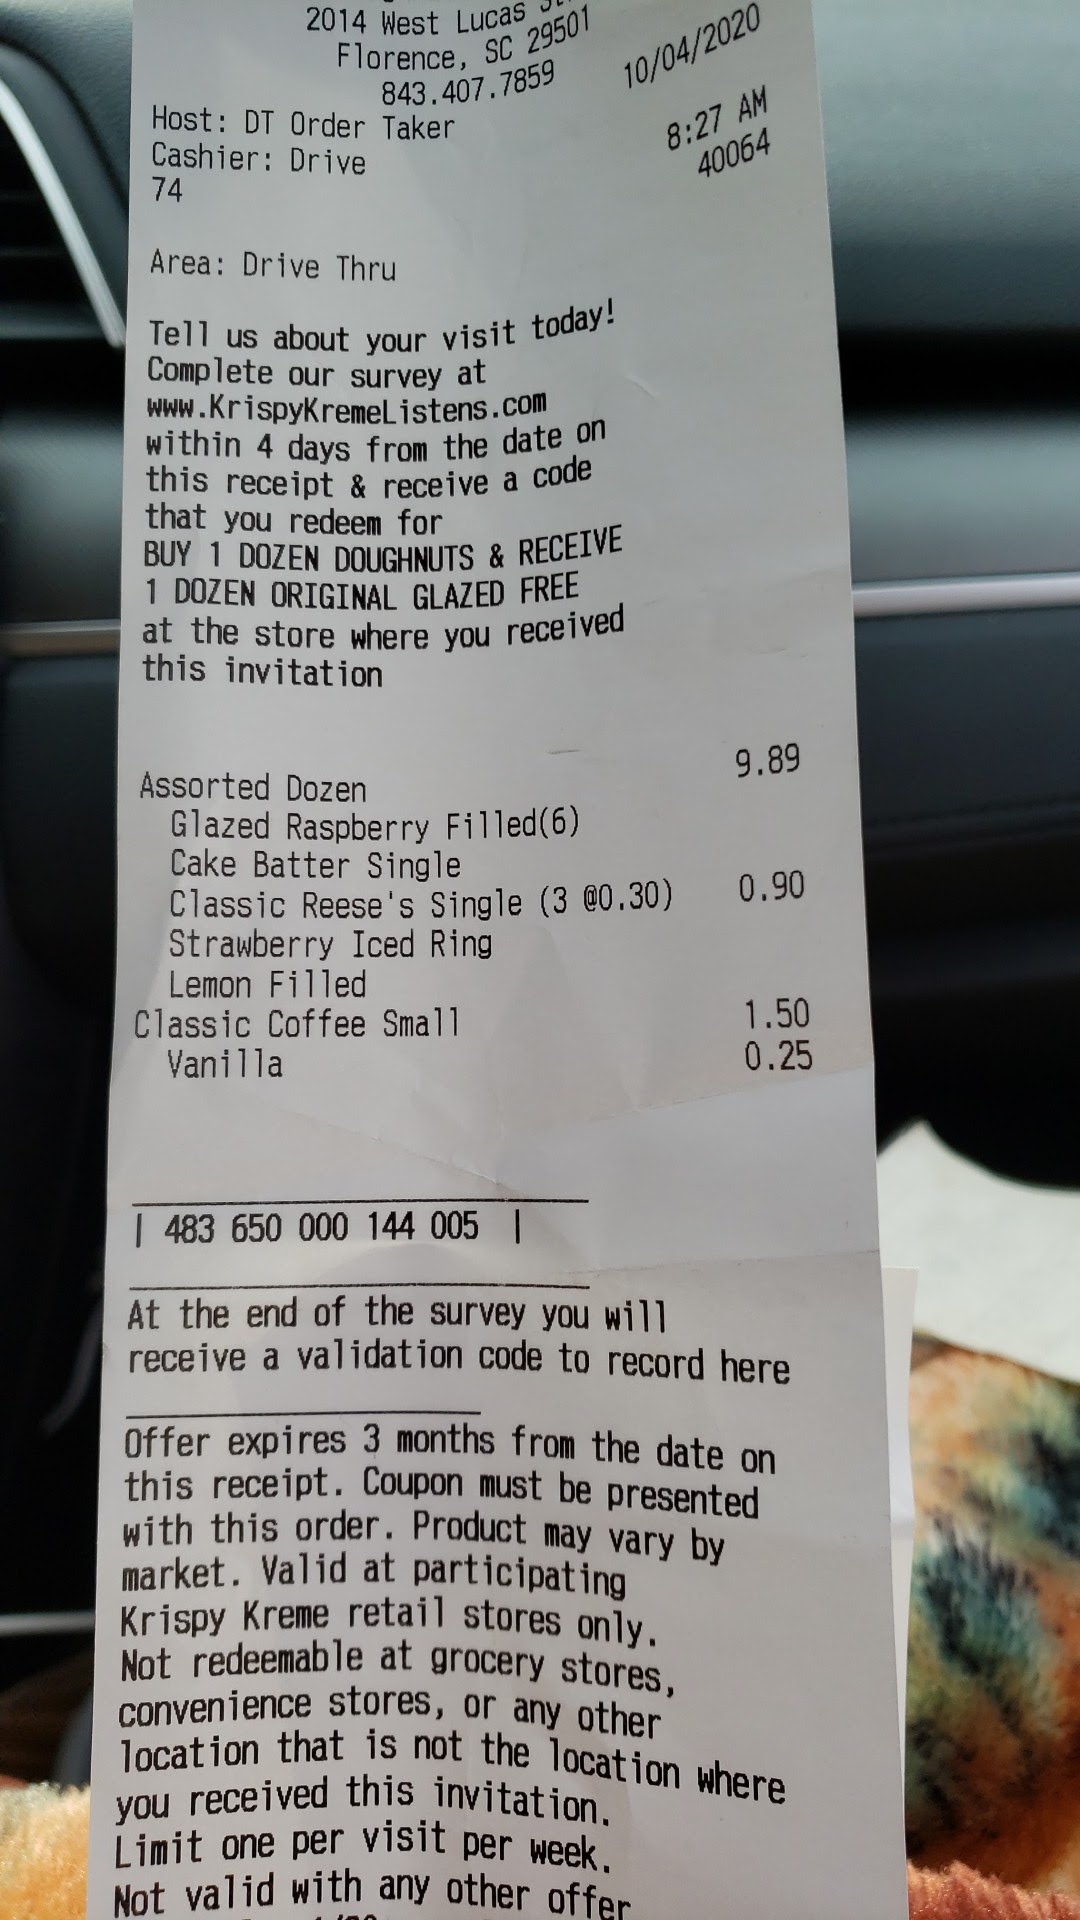 2014 West Lucas
Florence, SC 29501
843.407.7859
10/04/2020
Host: DT Order Taker
8:27 AM
Cashier: Drive
40064
74
Area: Drive Thru
Tell us about your visit today!
Complete our survey at
www.KrispyKremeListens.com
within 4 days from the date on
this receipt & receive a code
that you redeem for
BUY 1 DOZEN DOUGHNUTS & RECEIVE
1 DOZEN ORIGINAL GLAZED FREE
at the store where you received
this invitation
Assorted Dozen 9.89
Glazed Raspberry Filled(6)
Cake Batter Single
Classic Reese's Single (3 @0.30) 0.90
Strawberry Iced Ring
Lemon Filled
Classic Coffee Small 1.50
Vanilla 0.25
| 483 650 000 144 005 |
At the end of the survey you will
receive a validation code to record here
Offer expires 3 months from the date on
this receipt. Coupon must be presented
with this order. Product may vary by
market. Valid at participating
Krispy Kreme retail stores only.
Not redeemable at grocery stores,
convenience stores, or any other
location that is not the location where
you received this invitation.
Limit one per visit per week.
Not valid with any other offer